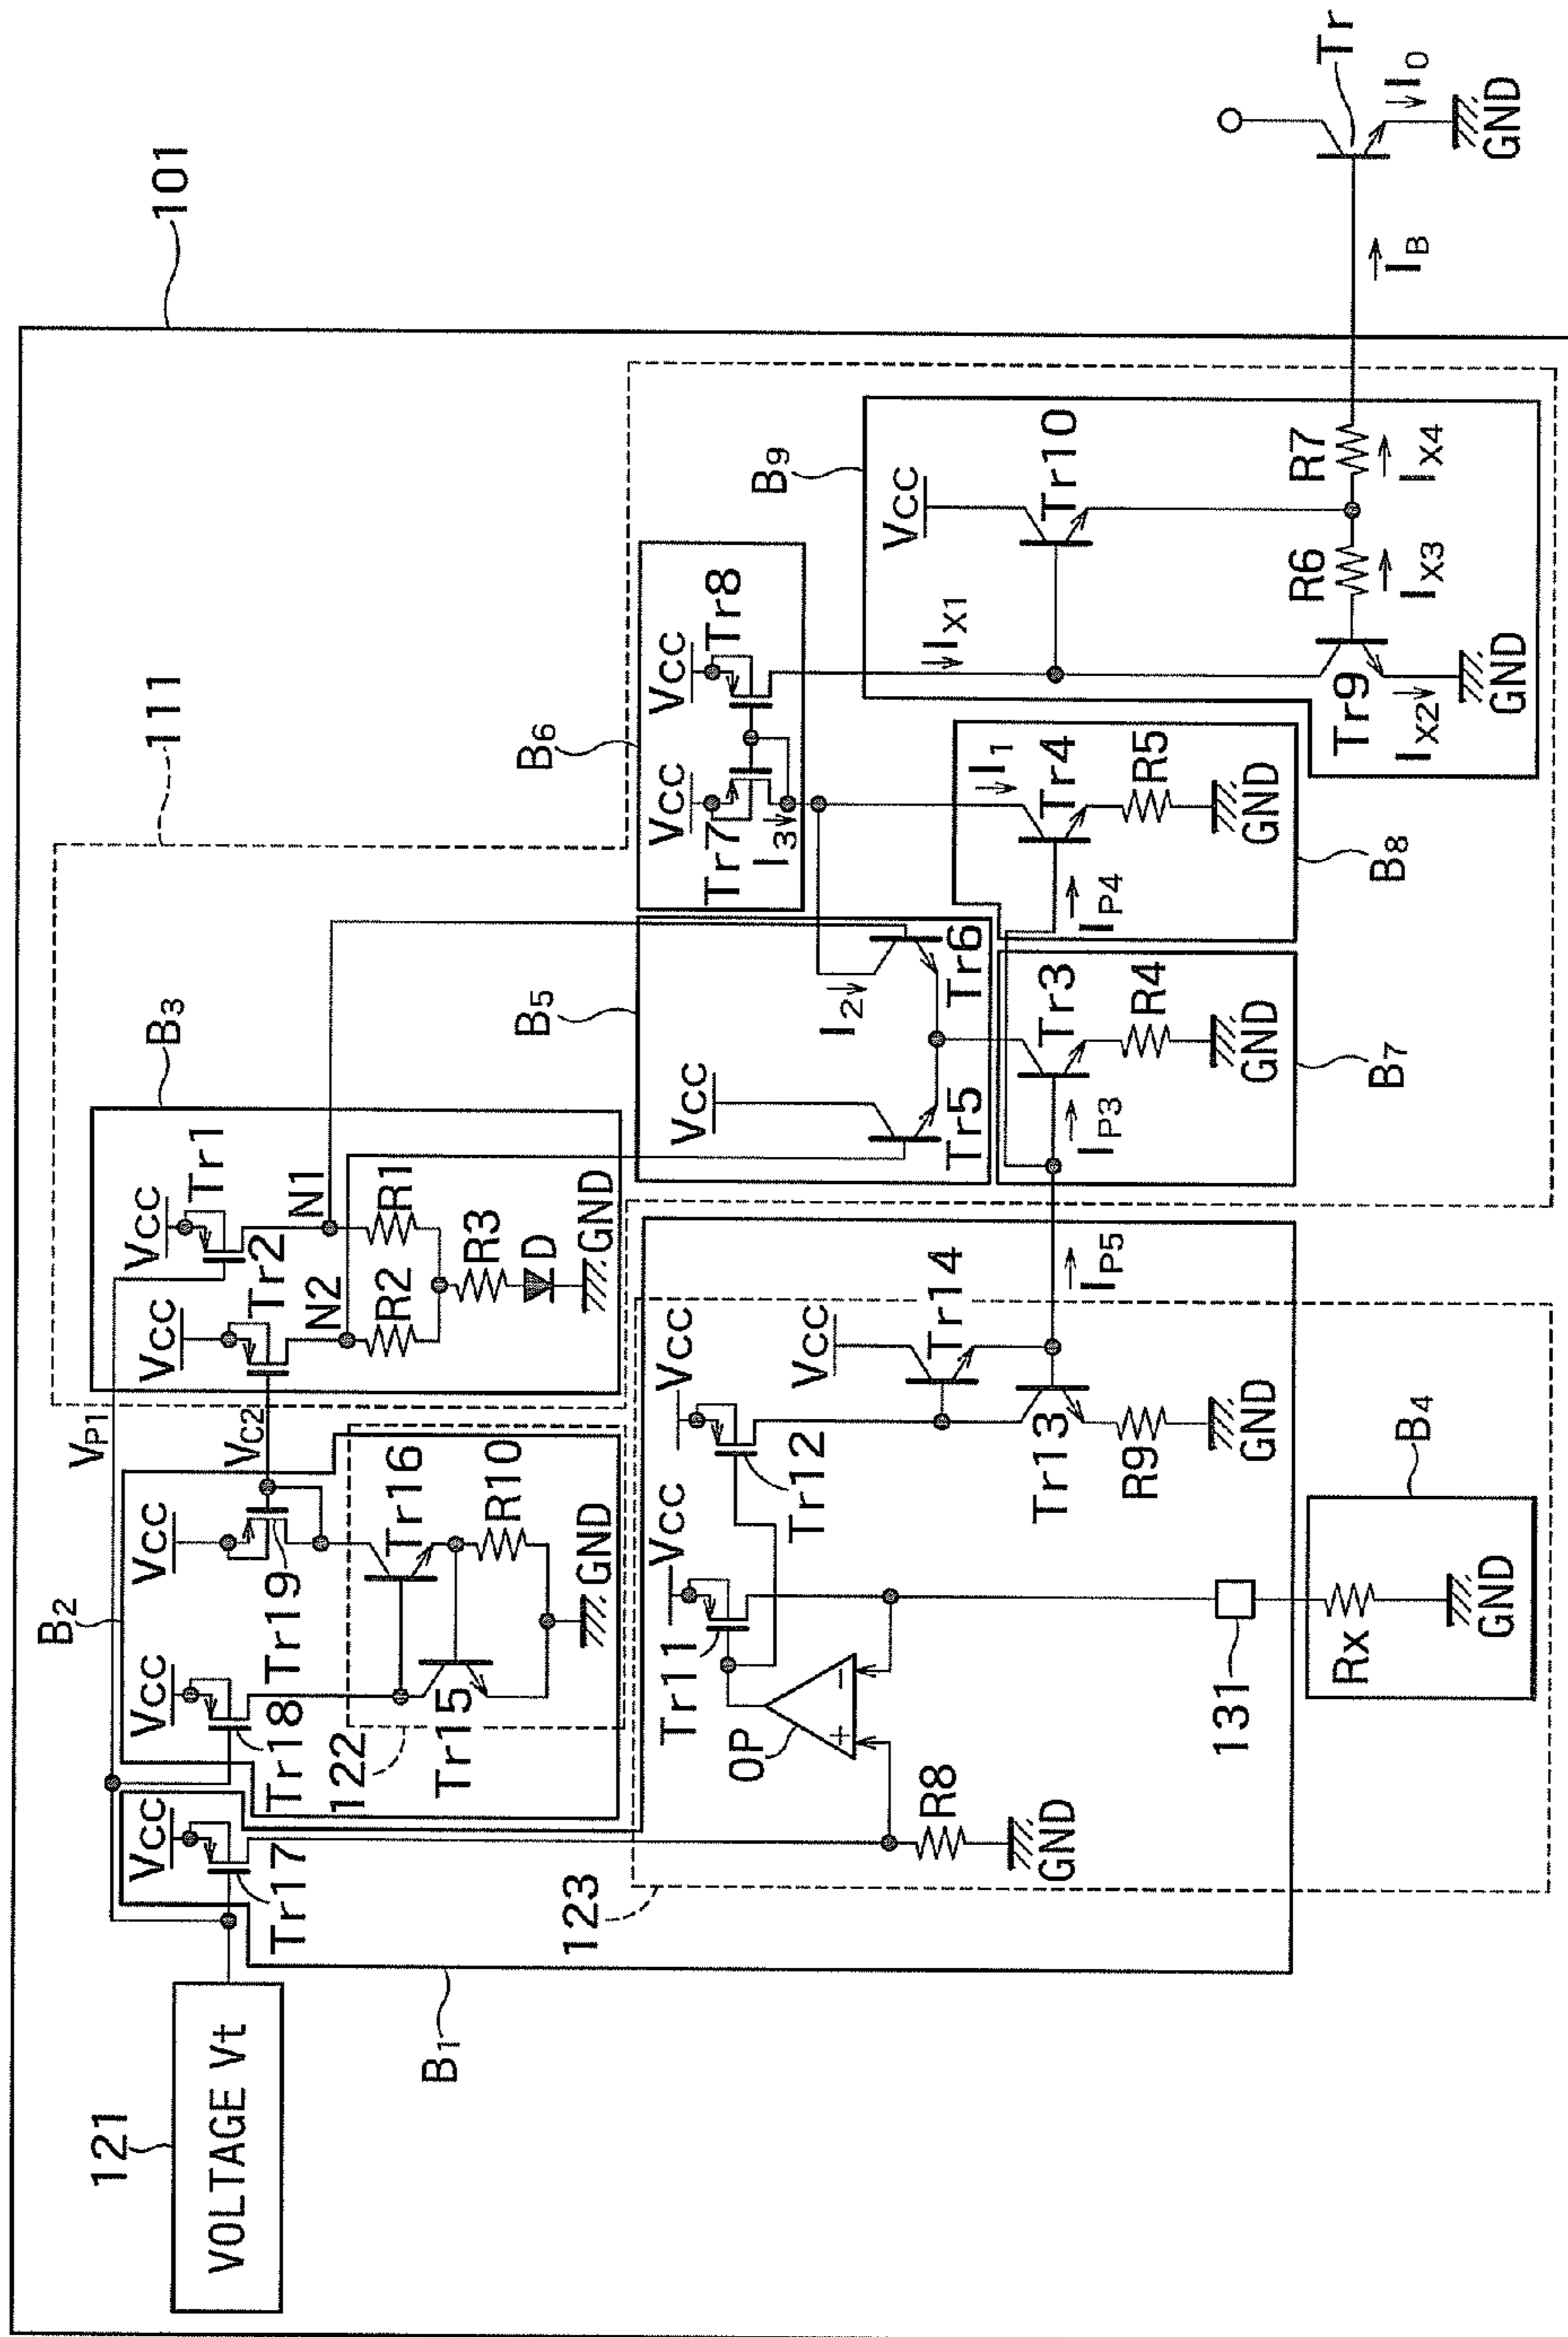 101
111
121
VOLTAGE Vt
B1
VCC
Tr17
B2
VCC
Tr18
VCC
Tr19
122
Tr15
Tr16
R10
GND
VP1
VC2
B3
VCC
Tr2
VCC
Tr1
N2
N1
R2
R1
R3
D
GND
123
R8
GND
OP
+
−
VCC
Tr11
VCC
Tr12
VCC
Tr14
Tr13
R9
GND
IP5
131
B4
Rx
GND
B5
VCC
Tr5
Tr6
I2
B6
VCC
Tr7
VCC
Tr8
I3
B7
IP3
Tr3
R4
GND
B8
IP4
I1
Tr4
R5
GND
B9
VCC
Tr10
IX1
Tr9
IX2
GND
R6
IX3
R7
IX4
IB
Tr
I0
GND